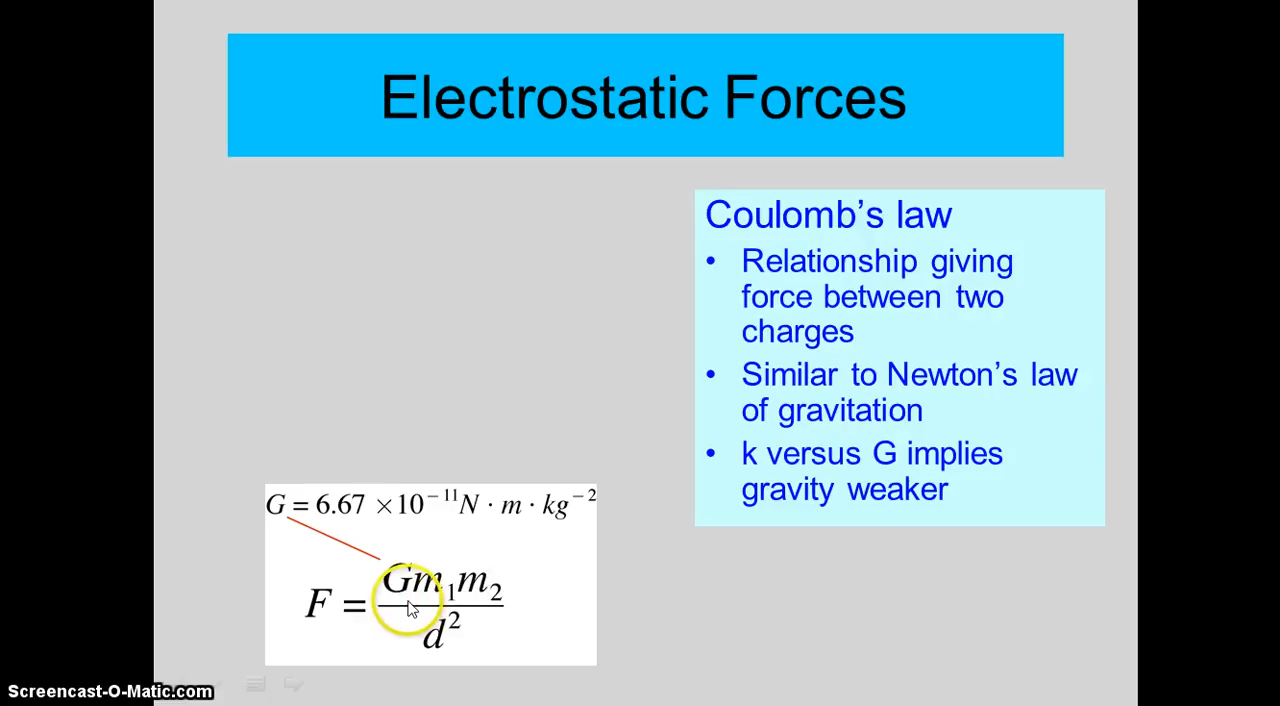 Electrostatic Forces
Coulomb’s law
• Relationship giving
force between two
charges
• Similar to Newton’s law
of gravitation
• k versus G implies
gravity weaker
G = 6.67 ×10⁻¹¹N · m · kg⁻²
F = Gm₁m₂
d²
Screencast-O-Matic.com